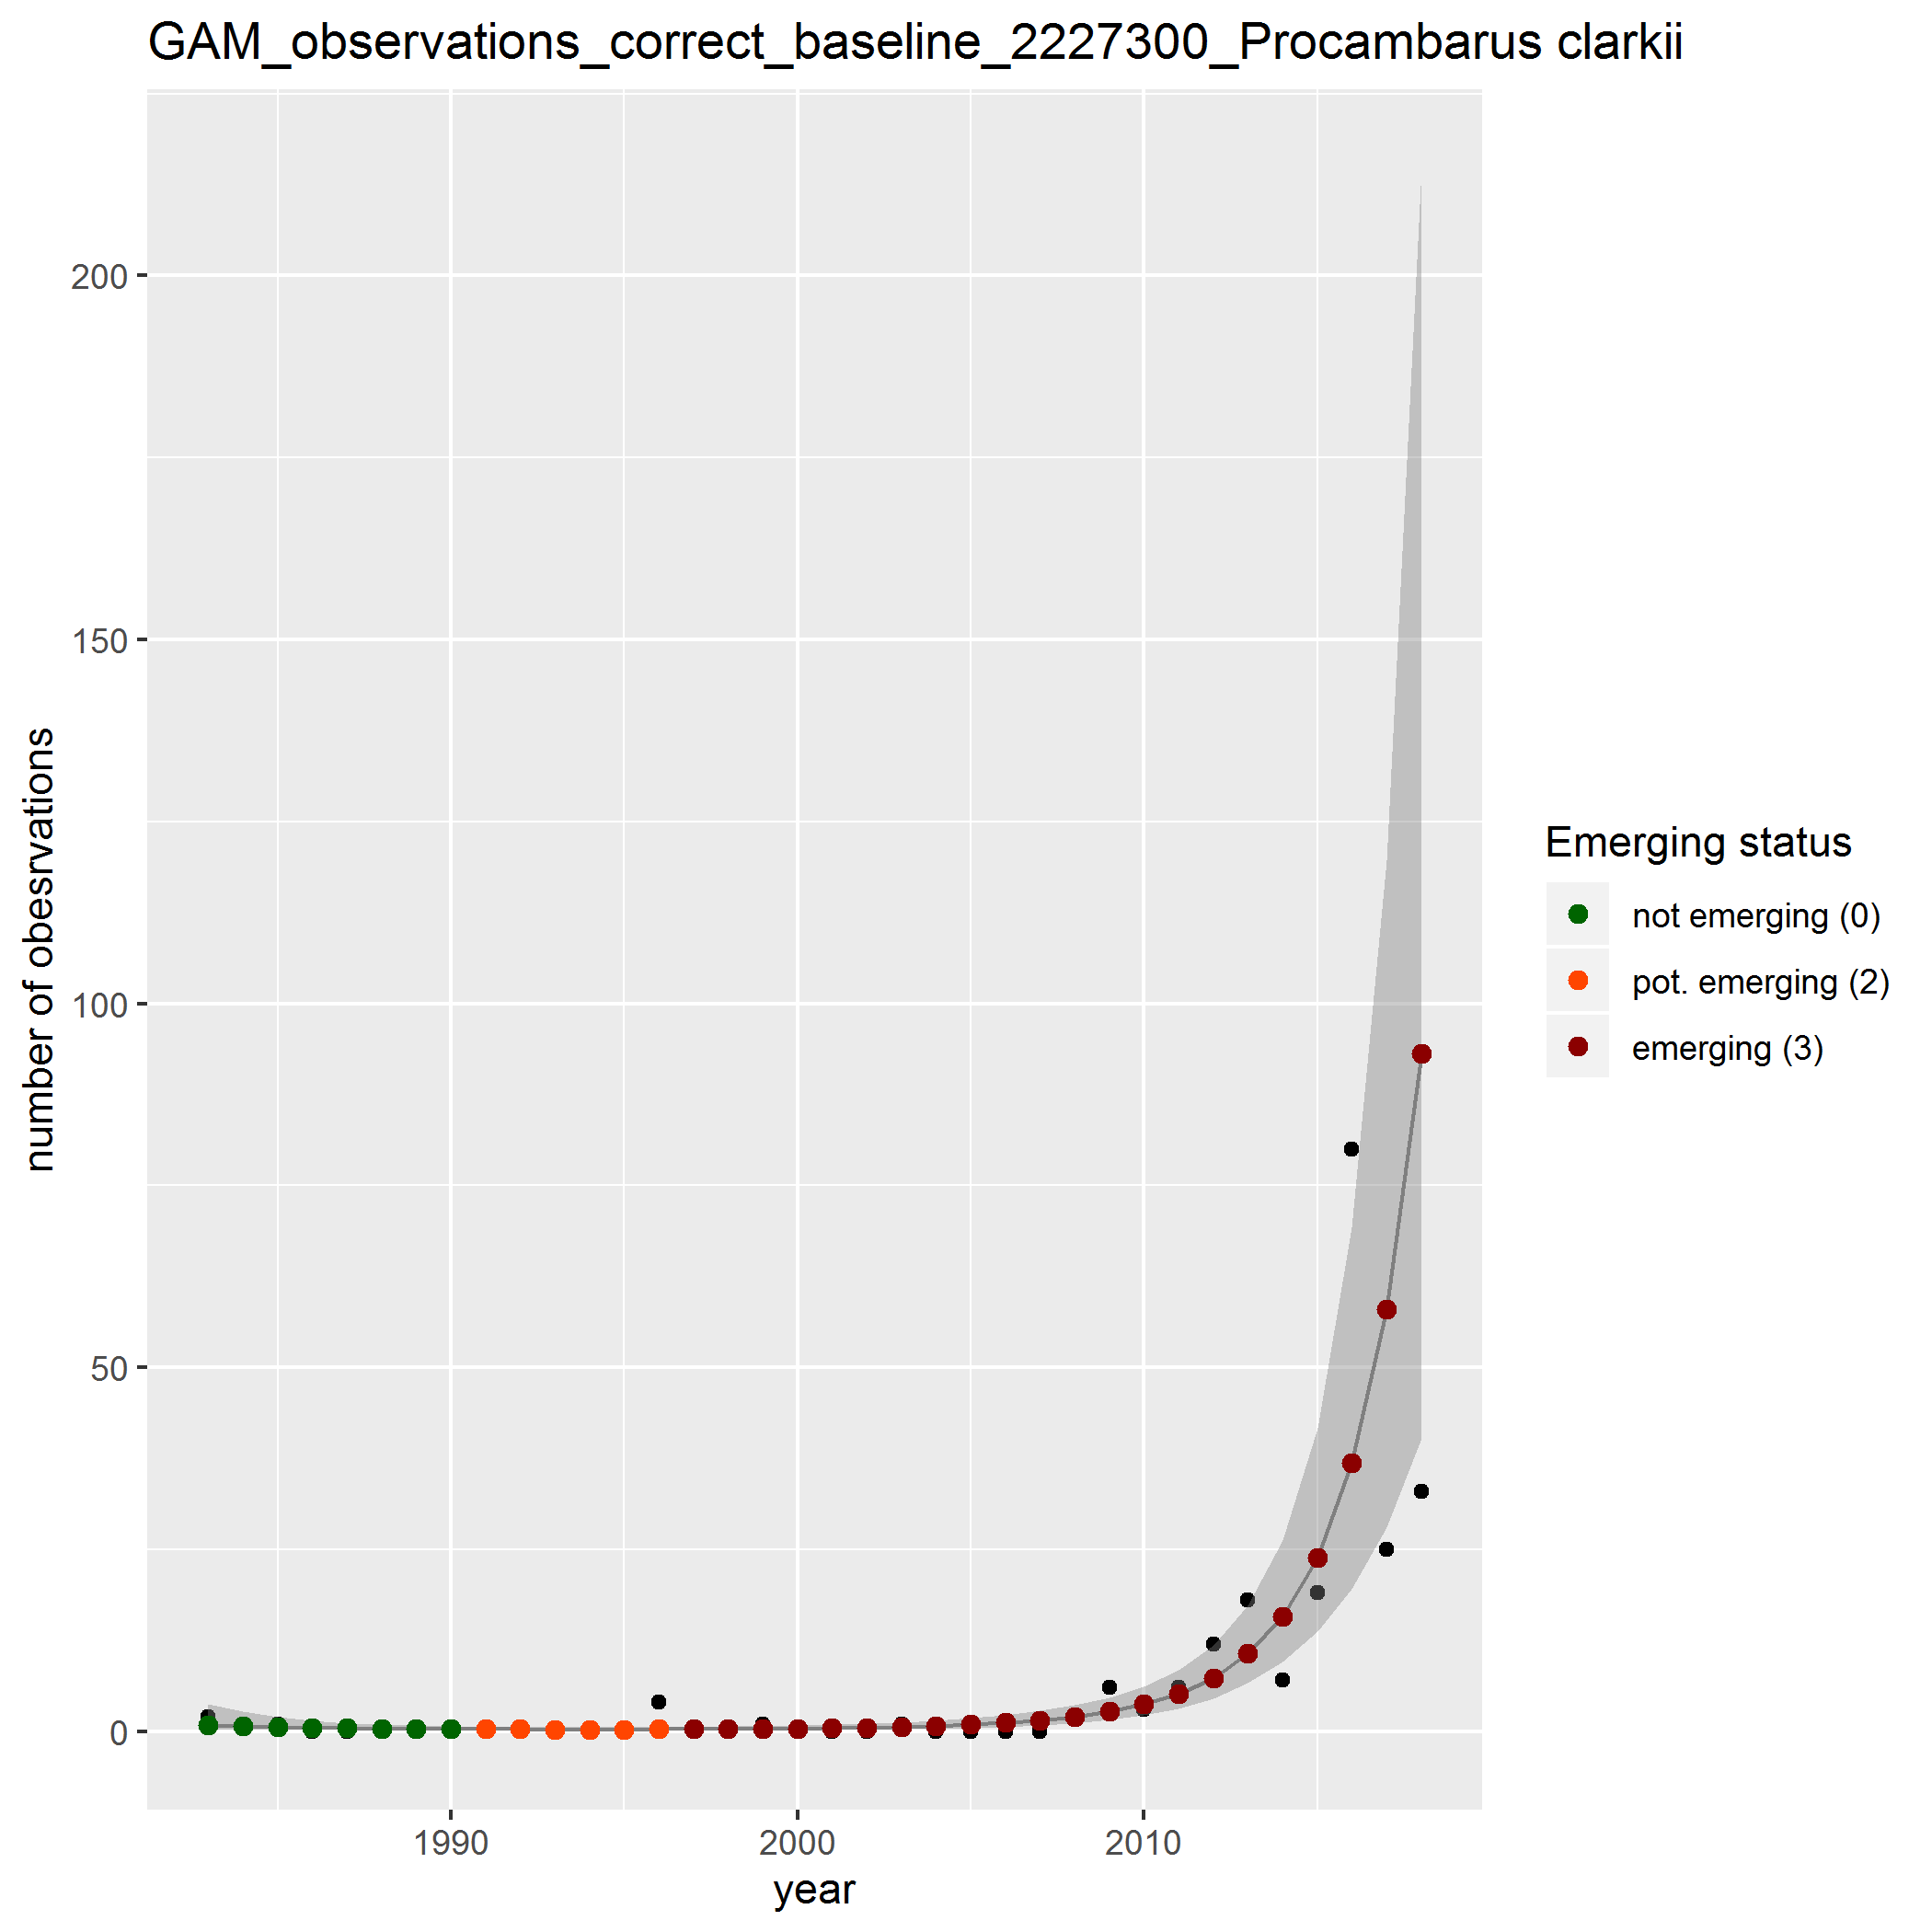 GAM_observations_correct_baseline_2227300_Procambarus clarkii
number of obesrvations
200
150
100
50
0
1990
2000
2010
year
Emerging status
not emerging (0)
pot. emerging (2)
emerging (3)